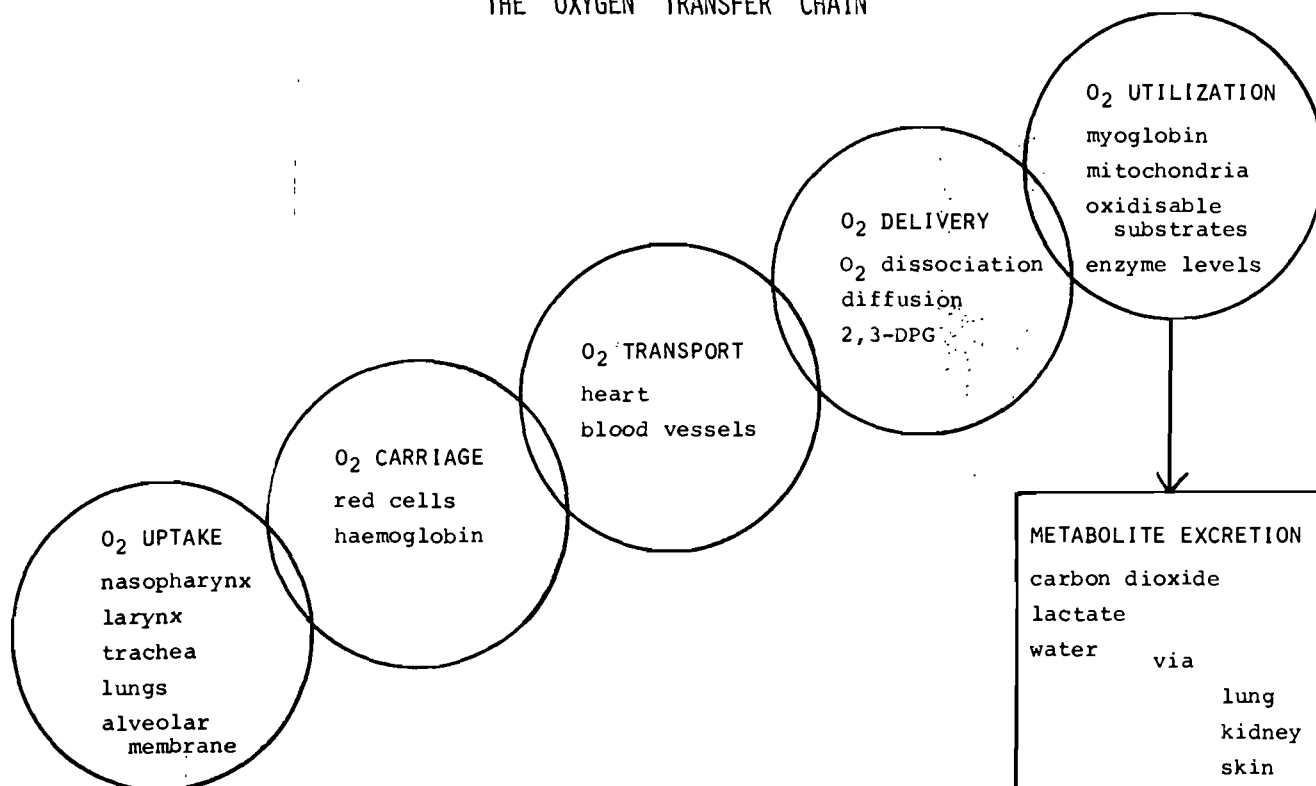 THE OXYGEN TRANSFER CHAIN
O2 UTILIZATION
myoglobin
mitochondria
oxidisable
substrates
enzyme levels
O2 DELIVERY
O2 dissociation
diffusion
2,3-DPG
O2 TRANSPORT
heart
blood vessels
O2 CARRIAGE
red cells
haemoglobin
O2 UPTAKE
nasopharynx
larynx
trachea
lungs
alveolar
membrane
METABOLITE EXCRETION
carbon dioxide
lactate
water
via
lung
kidney
skin